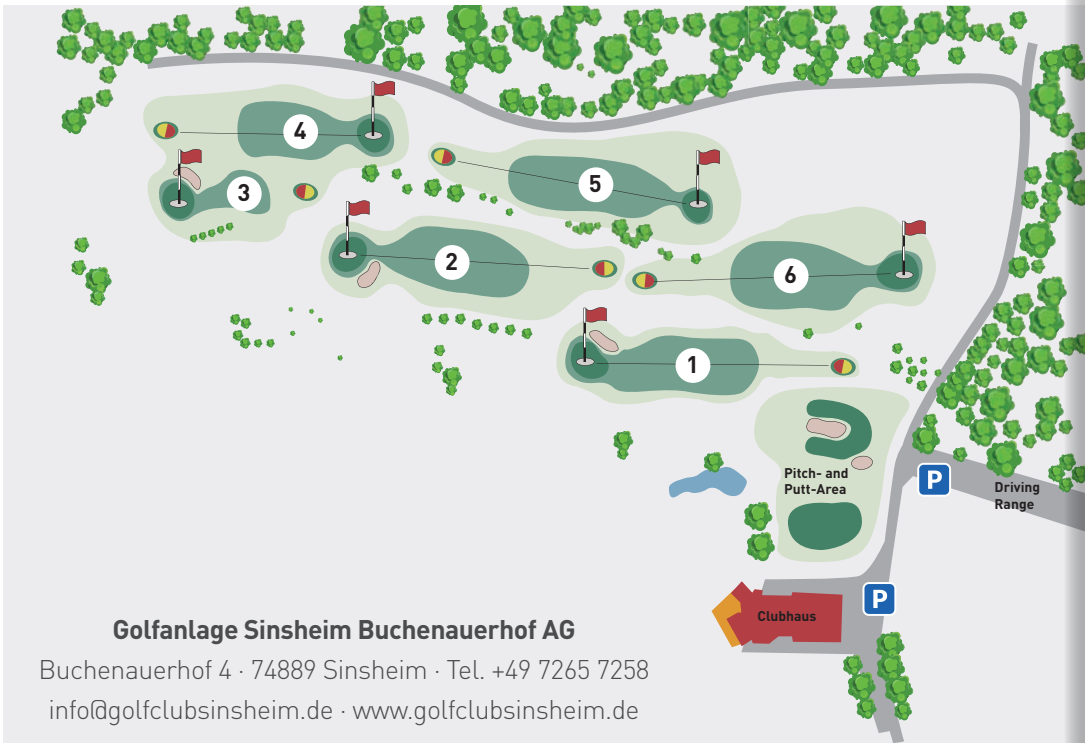 4
3
5
2
6
1
Pitch- and
Putt-Area
P
Driving
Range
P
Clubhaus
Golfanlage Sinsheim Buchenauerhof AG
Buchenauerhof 4 · 74889 Sinsheim · Tel. +49 7265 7258
info@golfclubsinsheim.de · www.golfclubsinsheim.de